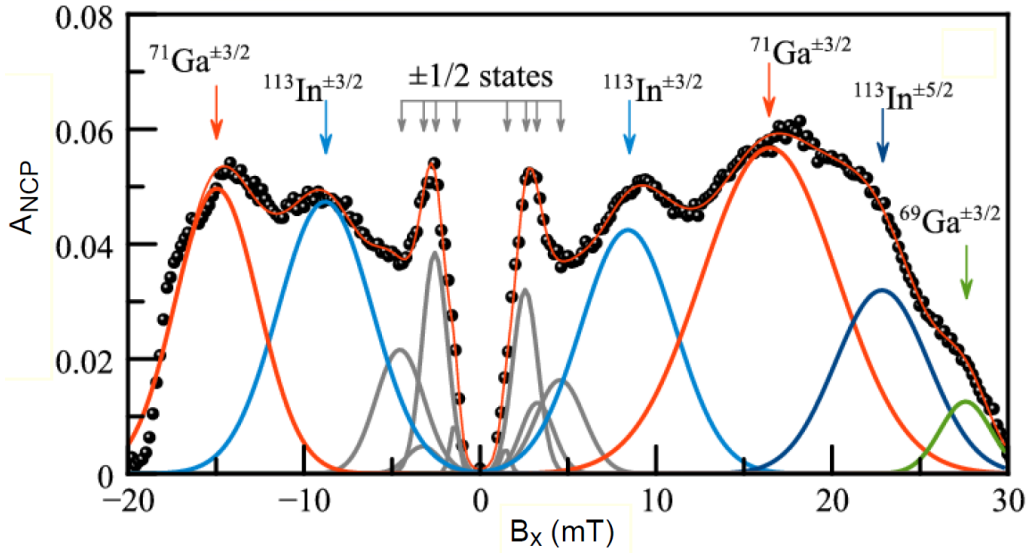 0.08
0.06
0.04
0.02
0
A_NCP
⁷¹Ga^±3/2
¹¹³In^±3/2
±1/2 states
¹¹³In^±3/2
⁷¹Ga^±3/2
¹¹³In^±5/2
⁶⁹Ga^±3/2
−20 −10 0 10 20 30
B_X (mT)